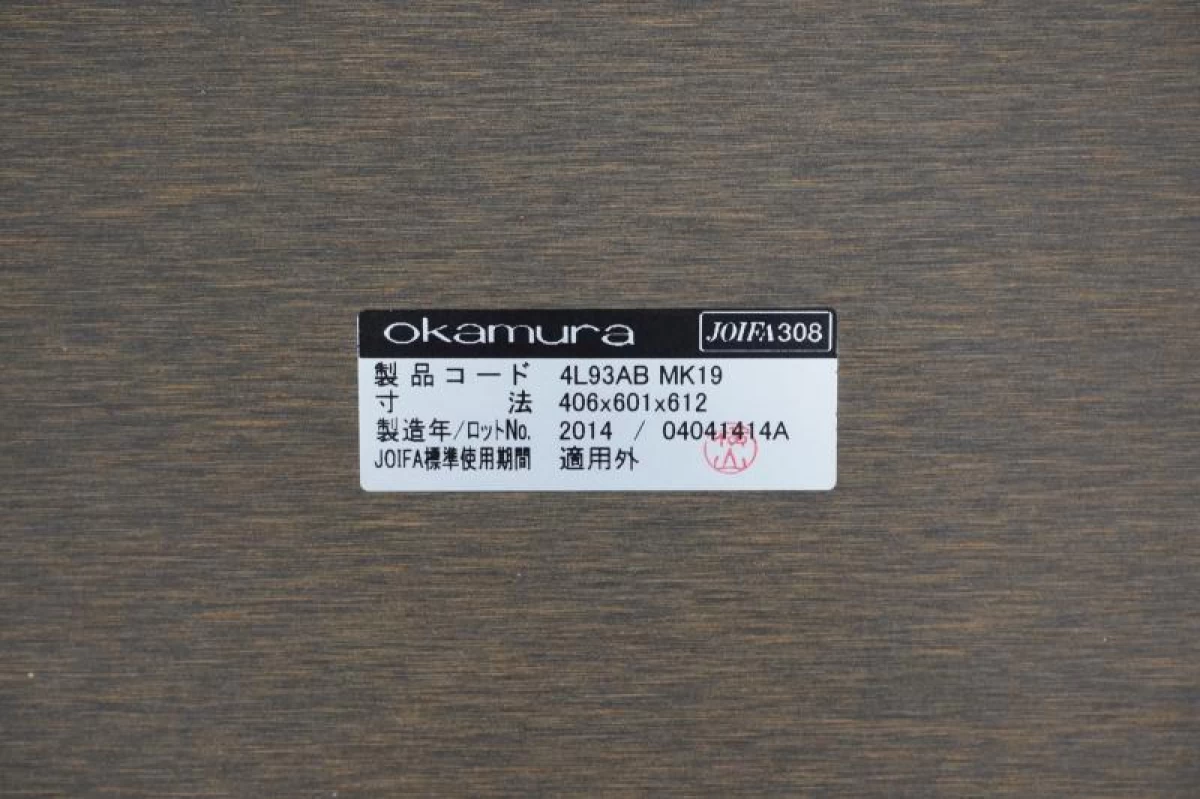 okamura JOIFA308
製品コード 4L93AB MK19
寸法 406x601x612
製造年/ロットNo. 2014 / 04041414A
JOIFA標準使用期間 適用外